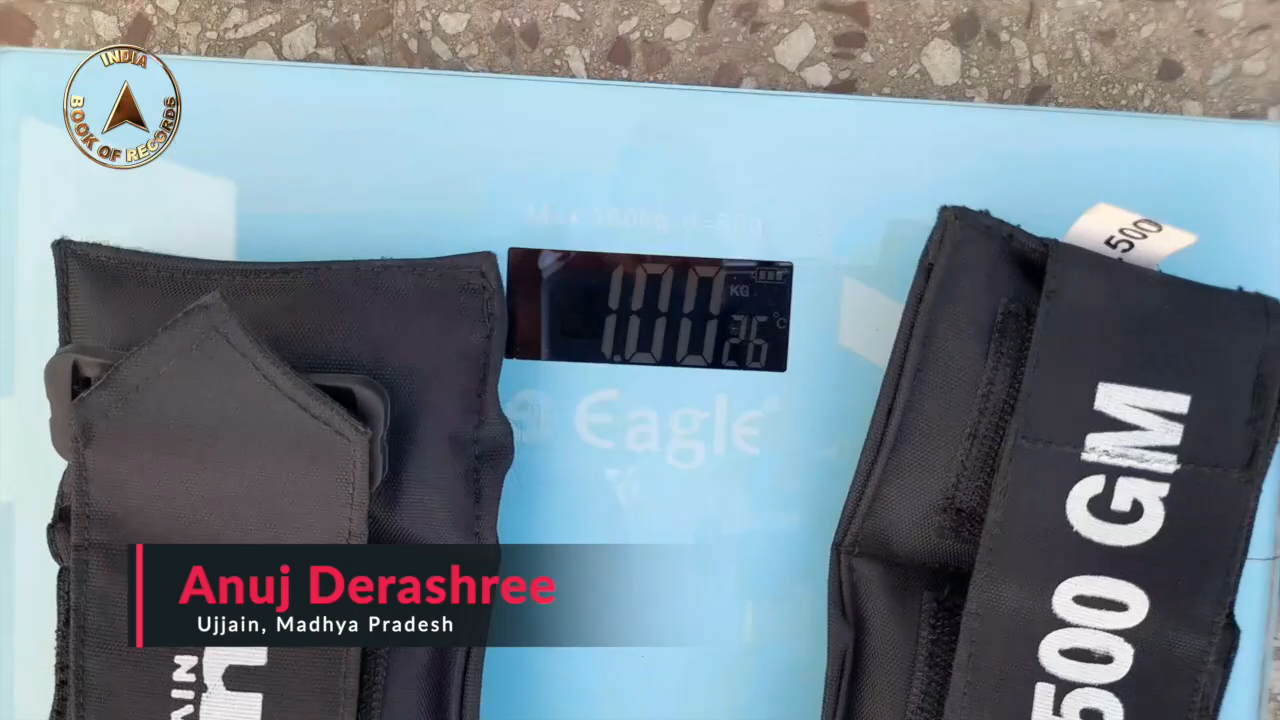 INDIA
BOOK OF RECORDS
500
1.00 KG
26 °C
Eagle
500 GM
Anuj Derashree
Ujjain, Madhya Pradesh